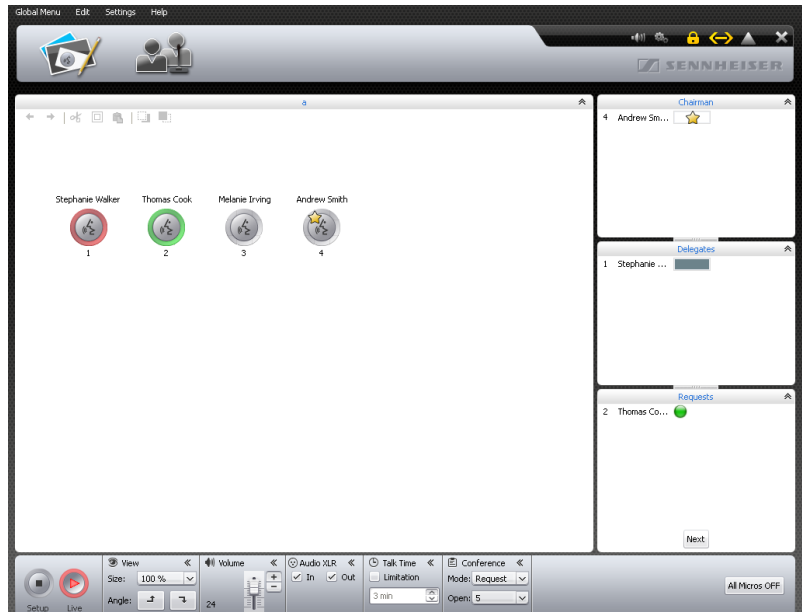 Global Menu Edit Settings Help
SENNHEISER
a
Stephanie Walker Thomas Cook Melanie Irving Andrew Smith
1 2 3 4
Chairman
4 Andrew Sm...
Delegates
1 Stephanie ...
Requests
2 Thomas Co...
Next
View Volume Audio XLR Talk Time Conference
Size: 100 % In Out Limitation Mode: Request
Angle: 24 3 min Open: 5
Setup Live
All Micros OFF